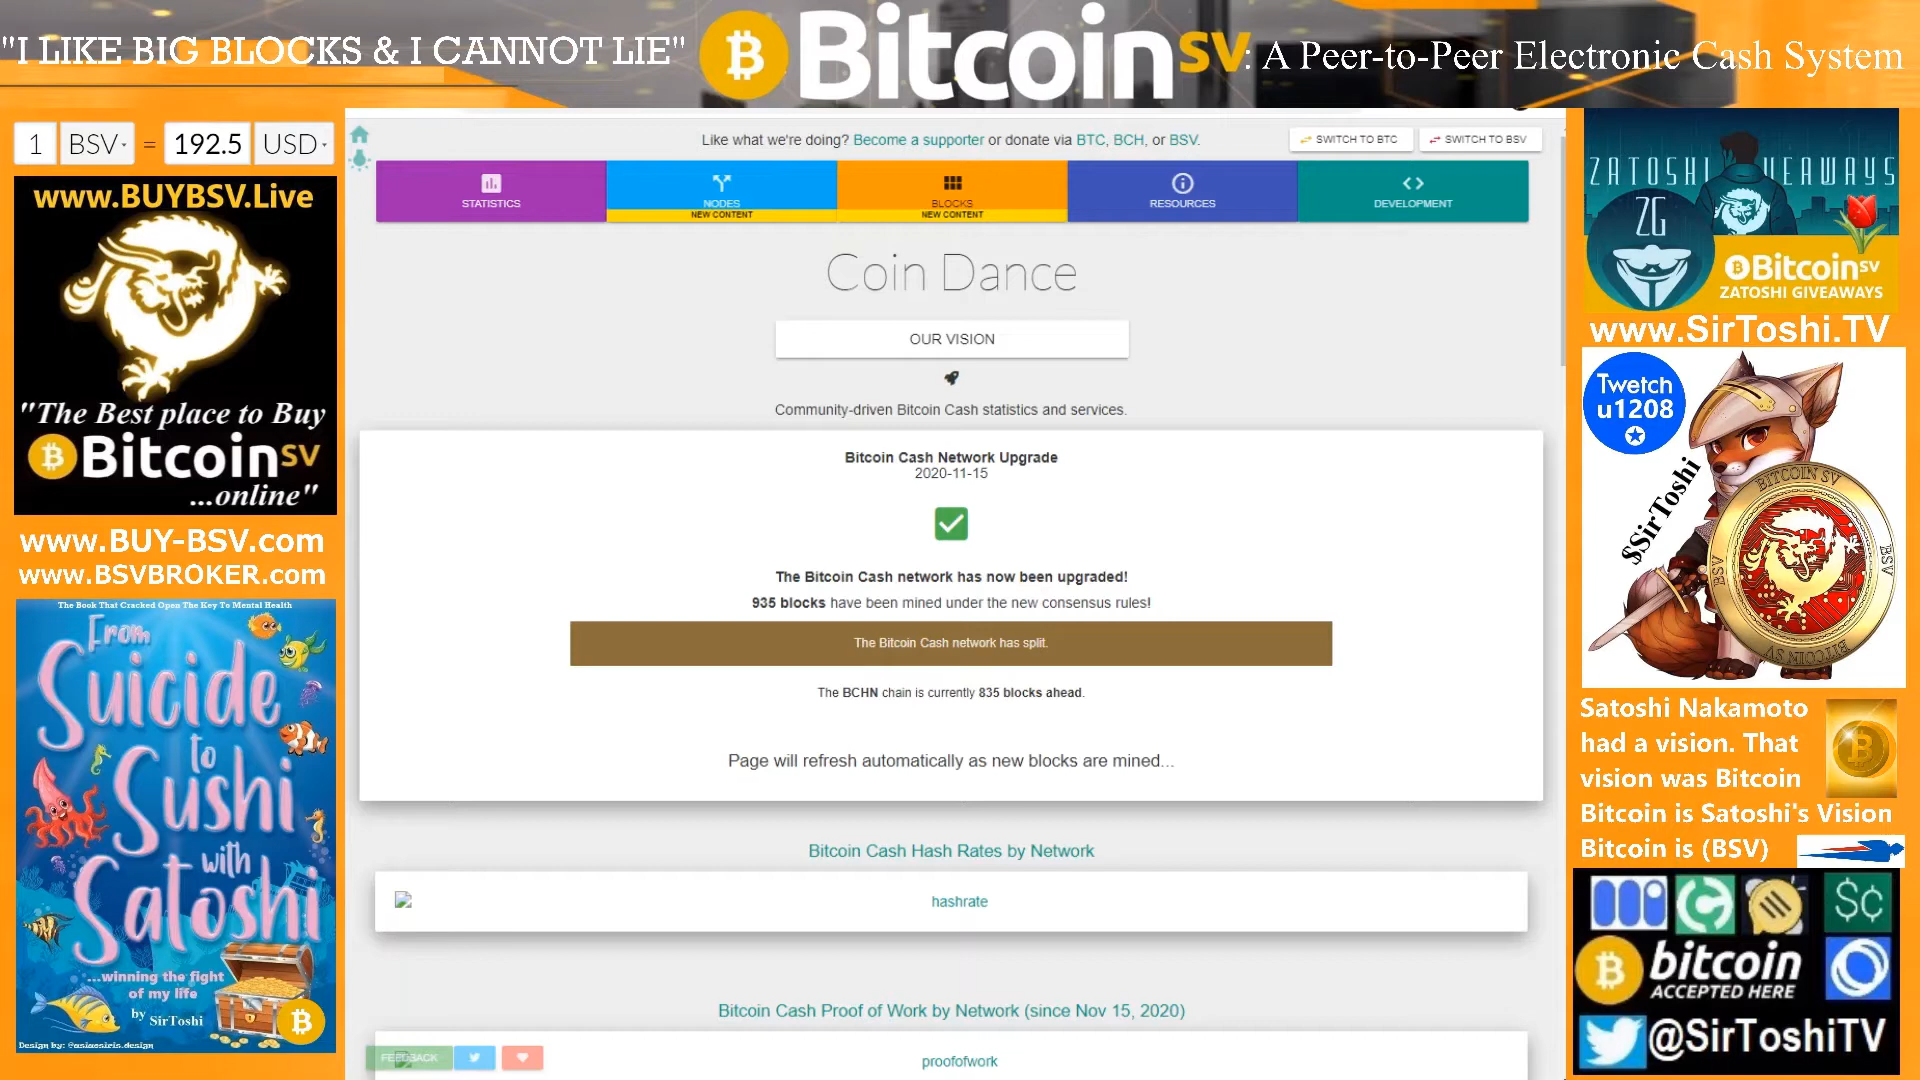 "I LIKE BIG BLOCKS & I CANNOT LIE"
BitcoinSV: A Peer-to-Peer Electronic Cash System
1 BSV = 192.5 USD
www.BUYBSV.Live
"The Best place to Buy
BitcoinSV
...online"
www.BUY-BSV.com
www.BSVBROKER.com
The Book That Cracked Open The Key To Mental Health
From
Suicide
to
Sushi
with
Satoshi
...winning the fight
of my life
by SirToshi
Design by: @asiaosiris.design
Like what we're doing? Become a supporter or donate via BTC, BCH, or BSV.
SWITCH TO BTC
SWITCH TO BSV
STATISTICS
NODES
NEW CONTENT
BLOCKS
NEW CONTENT
RESOURCES
DEVELOPMENT
Coin Dance
OUR VISION
Community-driven Bitcoin Cash statistics and services.
Bitcoin Cash Network Upgrade
2020-11-15
The Bitcoin Cash network has now been upgraded!
935 blocks have been mined under the new consensus rules!
The Bitcoin Cash network has split.
The BCHN chain is currently 835 blocks ahead.
Page will refresh automatically as new blocks are mined...
Bitcoin Cash Hash Rates by Network
hashrate
Bitcoin Cash Proof of Work by Network (since Nov 15, 2020)
proofofwork
FEEDBACK
ZG
BitcoinSV
ZATOSHI GIVEAWAYS
www.SirToshi.TV
Twetch
u1208
$SirToshi
BITCOIN SV
BSV
BSV
BITCOIN SV
Satoshi Nakamoto
had a vision. That
vision was Bitcoin
Bitcoin is Satoshi's Vision
Bitcoin is (BSV)
$¢
bitcoin
ACCEPTED HERE
@SirToshiTV